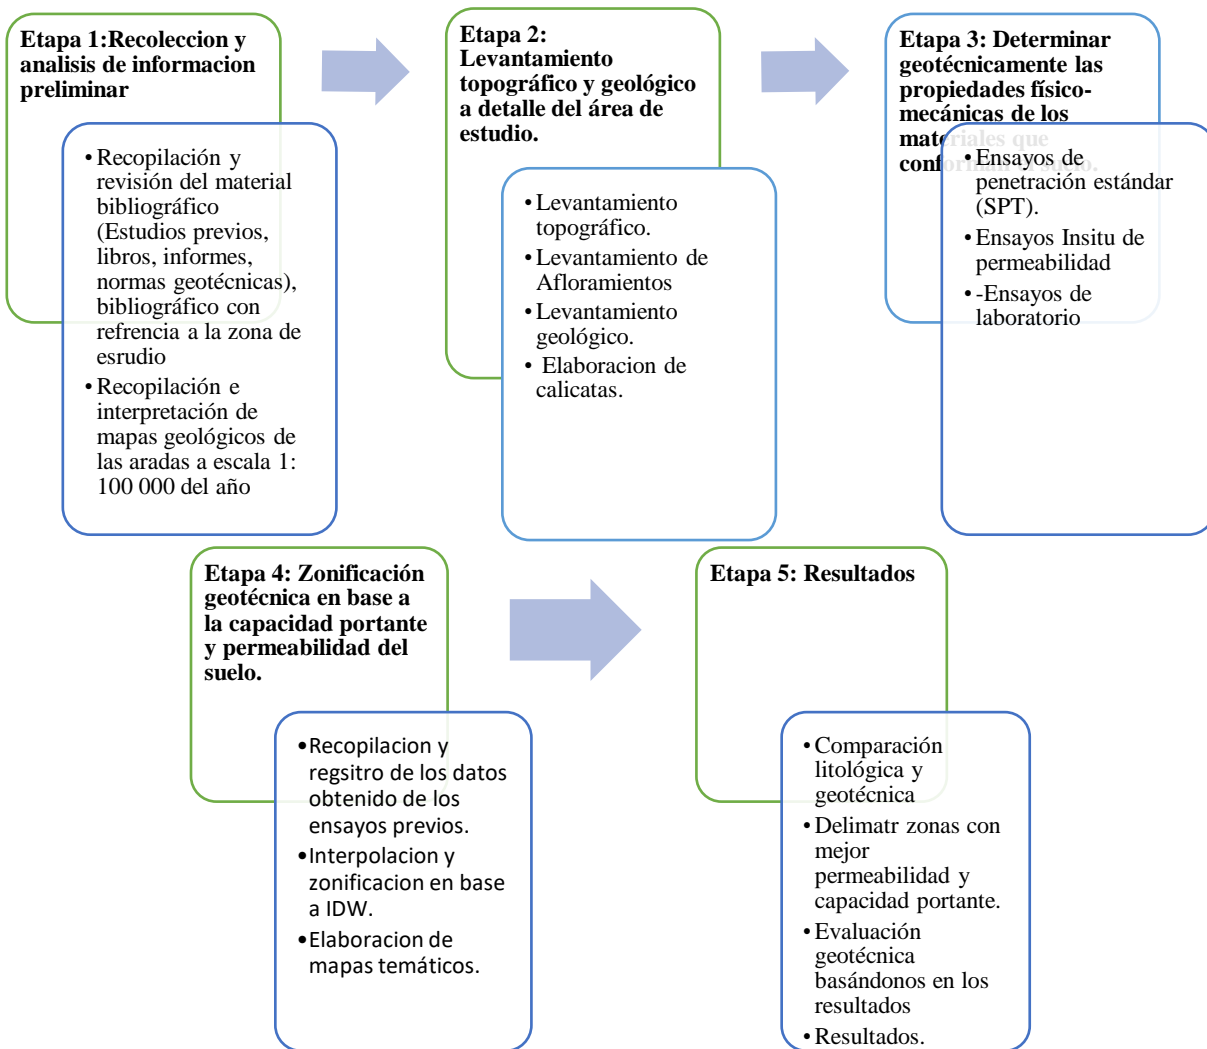 Etapa 1:Recoleccion y
analisis de informacion
preliminar
• Recopilación y
revisión del material
bibliográfico
(Estudios previos,
libros, informes,
normas geotécnicas),
bibliográfico con
refrencia a la zona de
esrudio
• Recopilación e
interpretación de
mapas geológicos de
las aradas a escala 1:
100 000 del año
Etapa 2:
Levantamiento
topográfico y geológico
a detalle del área de
estudio.
• Levantamiento
topográfico.
• Levantamiento de
Afloramientos
• Levantamiento
geológico.
• Elaboracion de
calicatas.
Etapa 3: Determinar
geotécnicamente las
propiedades físico-
mecánicas de los
materiales que
conforman el suelo.
• Ensayos de
penetración estándar
(SPT).
• Ensayos Insitu de
permeabilidad
• -Ensayos de
laboratorio
Etapa 4: Zonificación
geotécnica en base a
la capacidad portante
y permeabilidad del
suelo.
• Recopilacion y
regsitro de los datos
obtenido de los
ensayos previos.
• Interpolacion y
zonificacion en base
a IDW.
• Elaboracion de
mapas temáticos.
Etapa 5: Resultados
• Comparación
litológica y
geotécnica
• Delimatr zonas con
mejor
permeabilidad y
capacidad portante.
• Evaluación
geotécnica
basándonos en los
resultados
• Resultados.